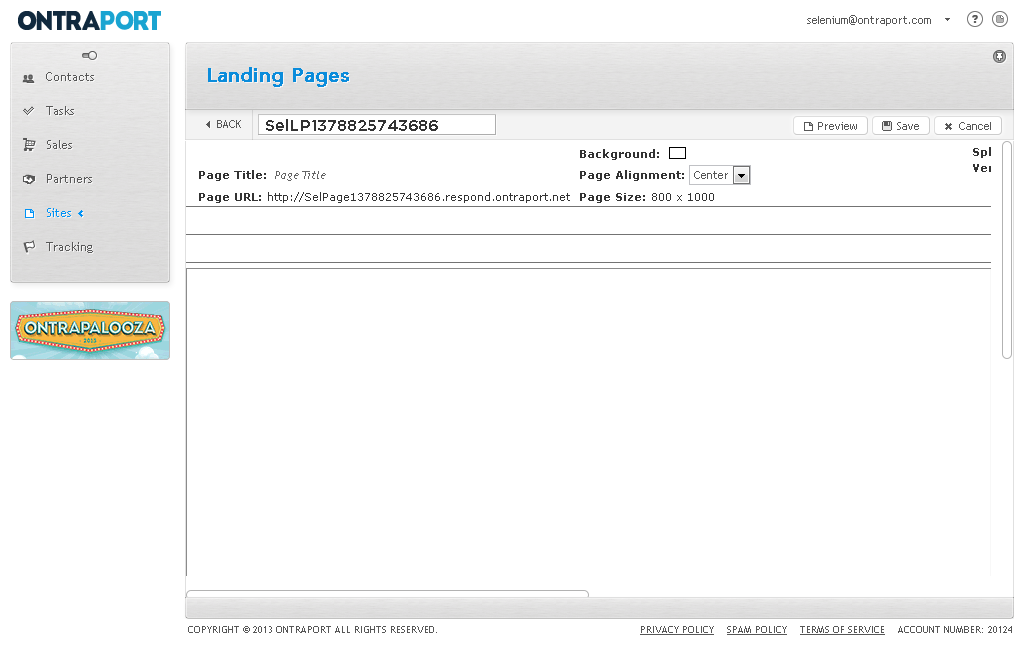 ONTRAPORT
selenium@ontraport.com
?
Contacts
Tasks
Sales
Partners
Sites
Tracking
ONTRAPALOOZA
2013
Landing Pages
BACK
SelLP1378825743686
Preview
Save
Cancel
Background:
Spl
Page Title: Page Title
Page Alignment: Center
Ver
Page URL: http://SelPage1378825743686.respond.ontraport.net
Page Size: 800 x 1000
COPYRIGHT © 2013 ONTRAPORT ALL RIGHTS RESERVED.
PRIVACY POLICY
SPAM POLICY
TERMS OF SERVICE
ACCOUNT NUMBER: 20124